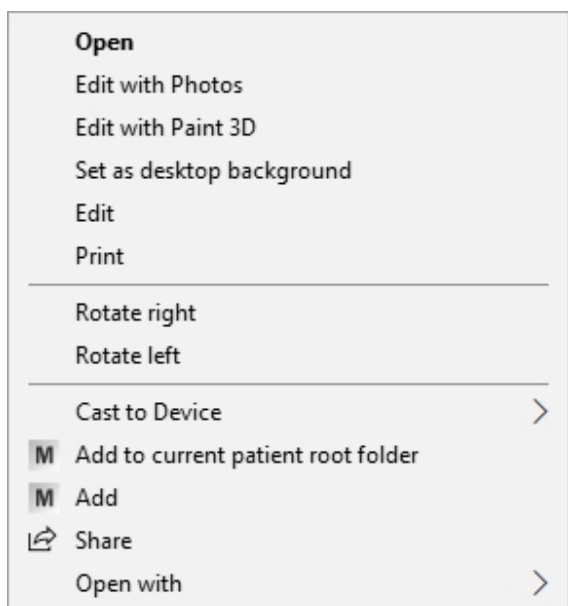 Open
Edit with Photos
Edit with Paint 3D
Set as desktop background
Edit
Print
Rotate right
Rotate left
Cast to Device
M Add to current patient root folder
M Add
Share
Open with